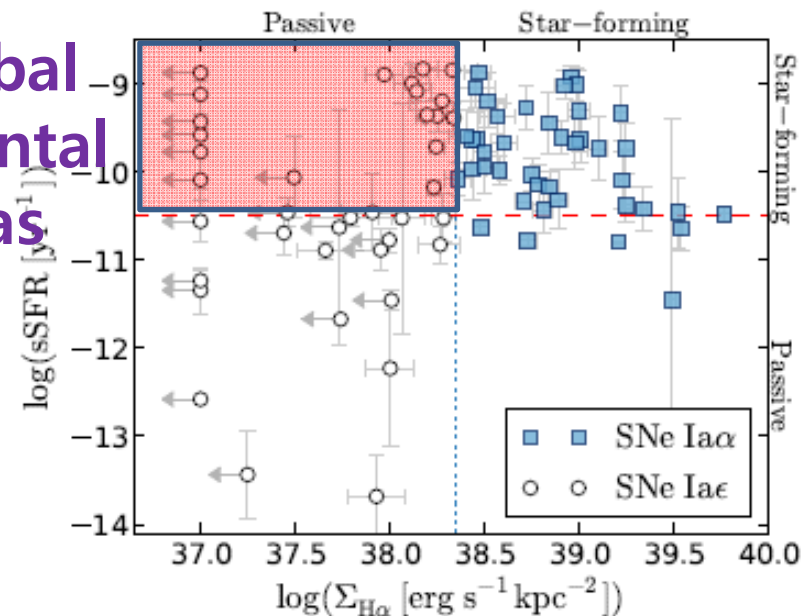 Passive Star−forming
bal
ntal
as
−9
−10
−11
−12
−13
−14
log(sSFR [yr⁻¹])
Star−forming
Passive
SNe Iaα
SNe Iaϵ
37.0 37.5 38.0 38.5 39.0 39.5 40.0
log(Σ_Hα [erg s⁻¹ kpc⁻²])